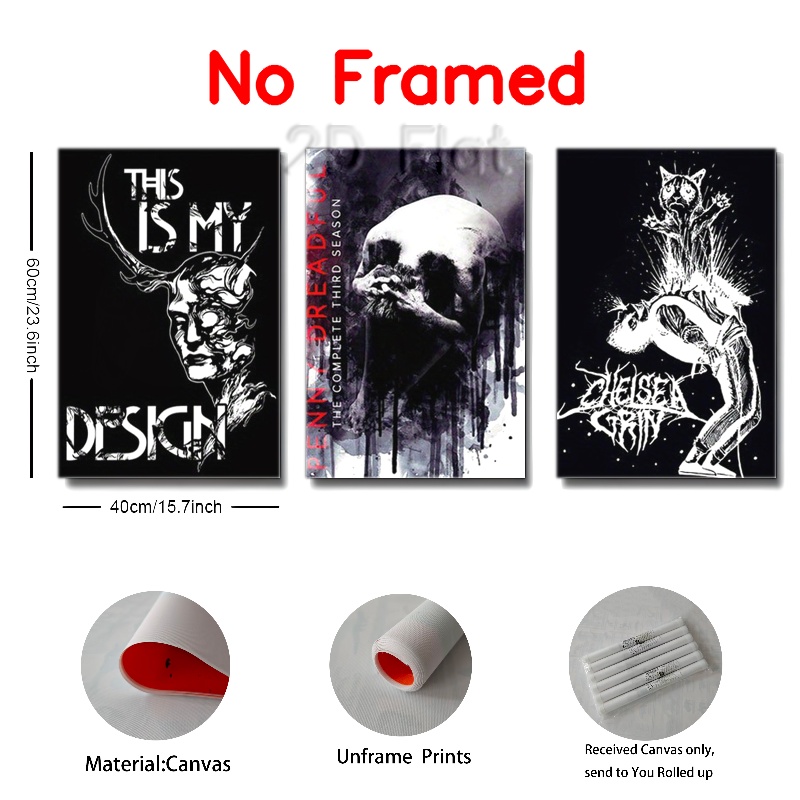 No Framed
2D Flat
THIS
IS MY
DESIGN
PENNY DREADFUL
THE COMPLETE THIRD SEASON
CHELSEA
GRIN
60cm/23.6inch
40cm/15.7inch
Material:Canvas
Unframe Prints
Received Canvas only,
send to You Rolled up